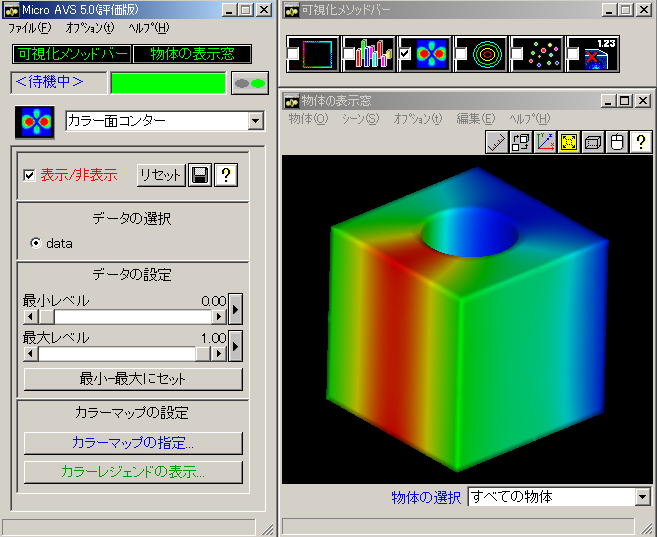 Micro AVS 5.0(評価版)
ファイル(F) オプション(t) ヘルプ(H)
可視化メソッドバー 物体の表示窓
<待機中>
カラー面コンター
表示/非表示 リセット ?
データの選択
data
データの設定
最小レベル 0.00
最大レベル 1.00
最小-最大にセット
カラーマップの設定
カラーマップの指定...
カラーレジェンドの表示...
可視化メソッドバー
1.23
物体の表示窓
物体(O) シーン(S) オプション(t) 編集(E) ヘルプ(H)
?
物体の選択 すべての物体